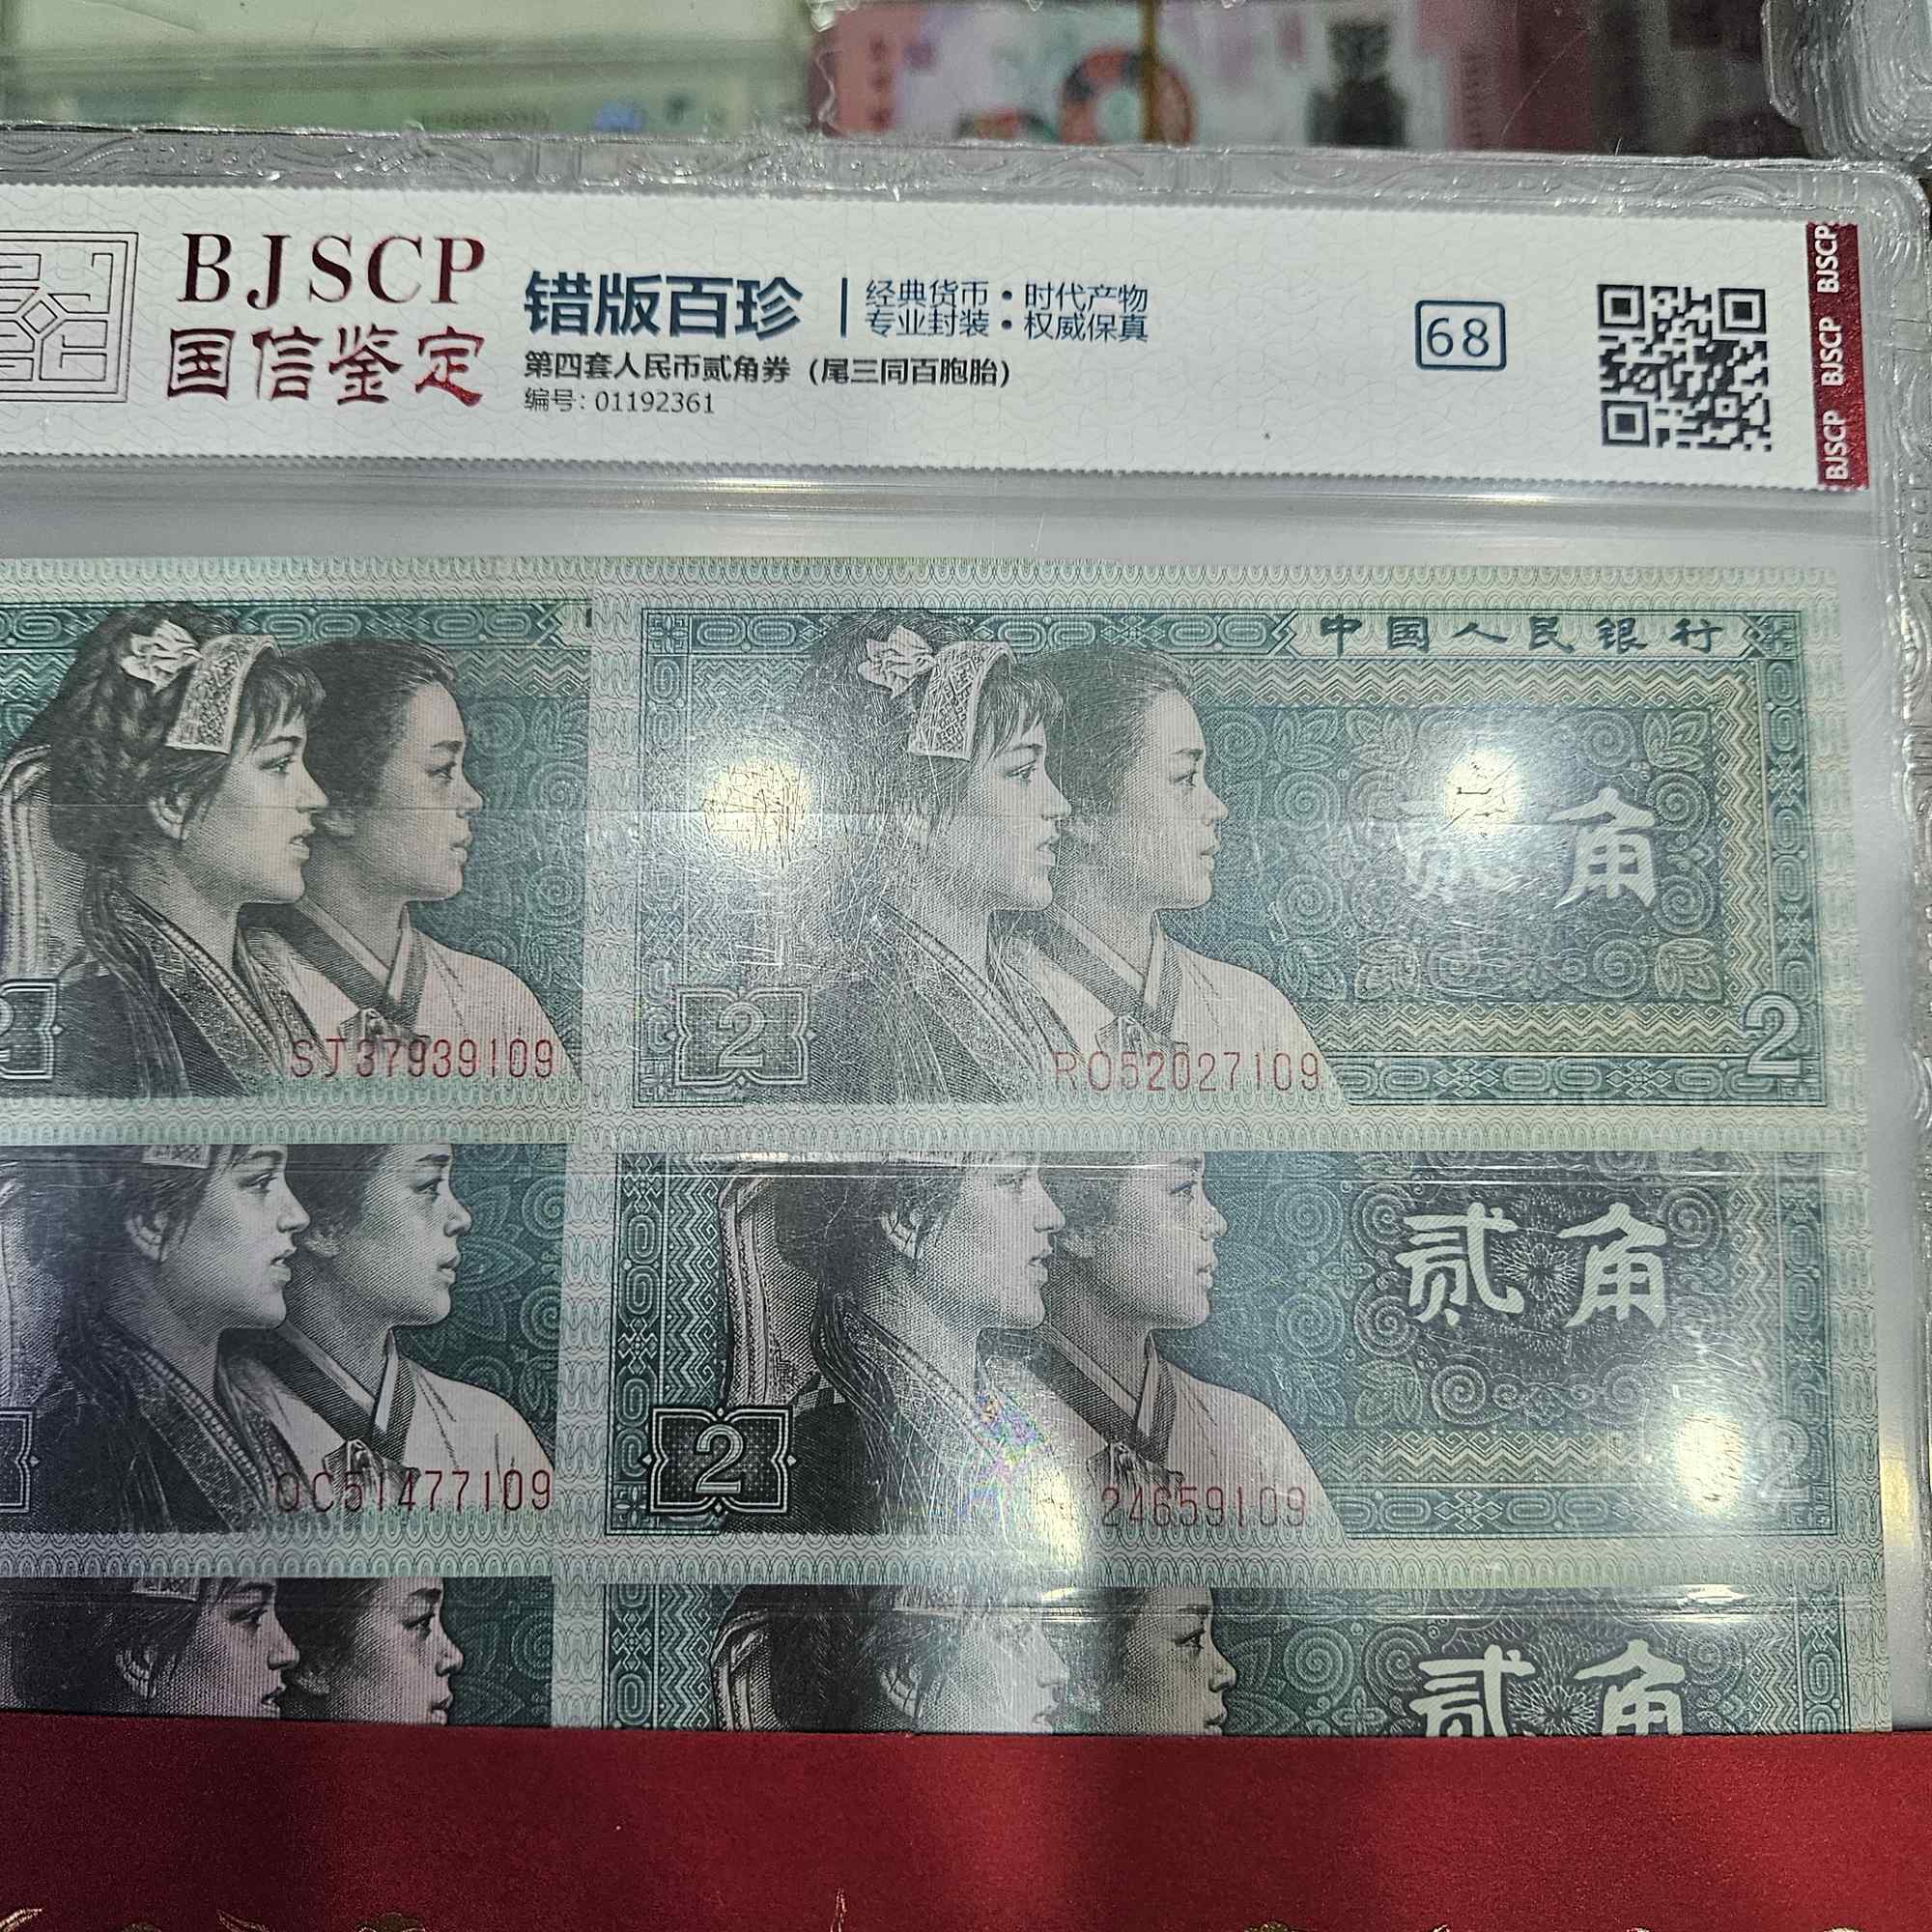 BJSCP
国信鉴定
错版百珍
经典货币·时代产物
专业封装·权威保真
第四套人民币贰角券（尾三同百胞胎）
编号: 01192361
68
BJSCP BJSCP BJSCP
中国人民银行
贰角
2
2
SJ37939109
RO52027109
贰角
2
2
QC51477109
24659109
贰角